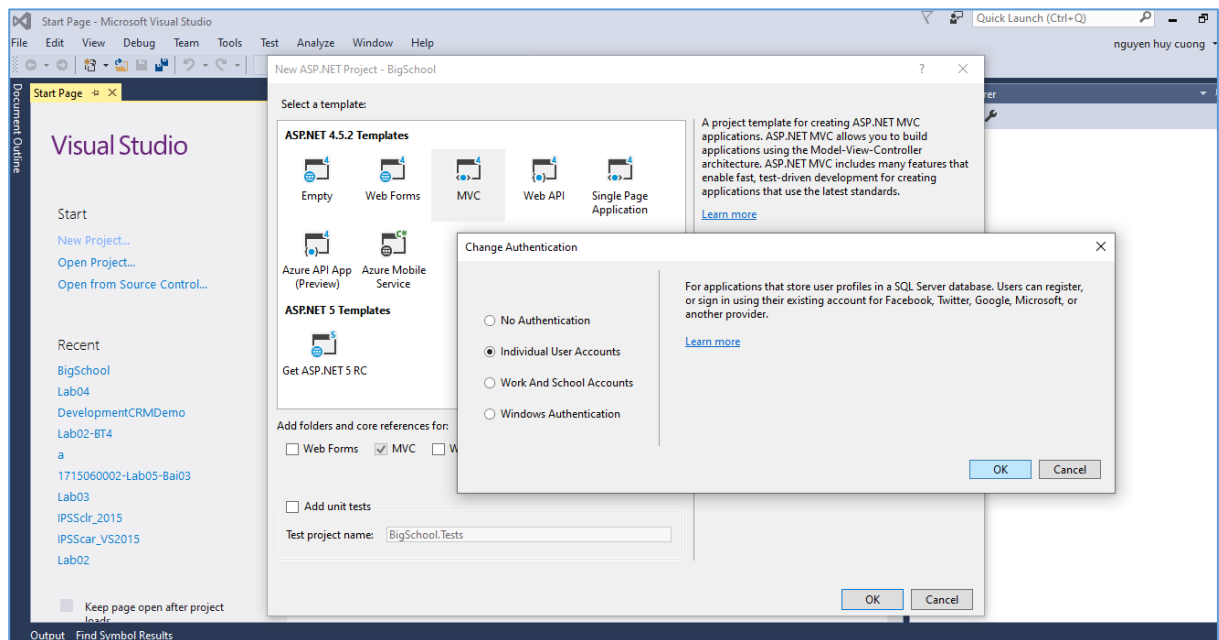 Start Page - Microsoft Visual Studio
Quick Launch (Ctrl+Q)
File Edit View Debug Team Tools Test Analyze Window Help
nguyen huy cuong
Document Outline
Start Page
Visual Studio
Start
New Project...
Open Project...
Open from Source Control...
Recent
BigSchool
Lab04
DevelopmentCRMDemo
Lab02-BT4
a
1715060002-Lab05-Bai03
Lab03
IPSSclr_2015
IPSScar_VS2015
Lab02
Keep page open after project
loads
Output Find Symbol Results
New ASP.NET Project - BigSchool
?
Select a template:
ASP.NET 4.5.2 Templates
Empty
Web Forms
MVC
Web API
Single Page
Application
Azure API App
(Preview)
Azure Mobile
Service
ASP.NET 5 Templates
Get ASP.NET 5 RC
A project template for creating ASP.NET MVC
applications. ASP.NET MVC allows you to build
applications using the Model-View-Controller
architecture. ASP.NET MVC includes many features that
enable fast, test-driven development for creating
applications that use the latest standards.
Learn more
Add folders and core references for:
Web Forms MVC W
Add unit tests
Test project name: BigSchool.Tests
OK Cancel
Change Authentication
No Authentication
Individual User Accounts
Work And School Accounts
Windows Authentication
For applications that store user profiles in a SQL Server database. Users can register,
or sign in using their existing account for Facebook, Twitter, Google, Microsoft, or
another provider.
Learn more
OK Cancel